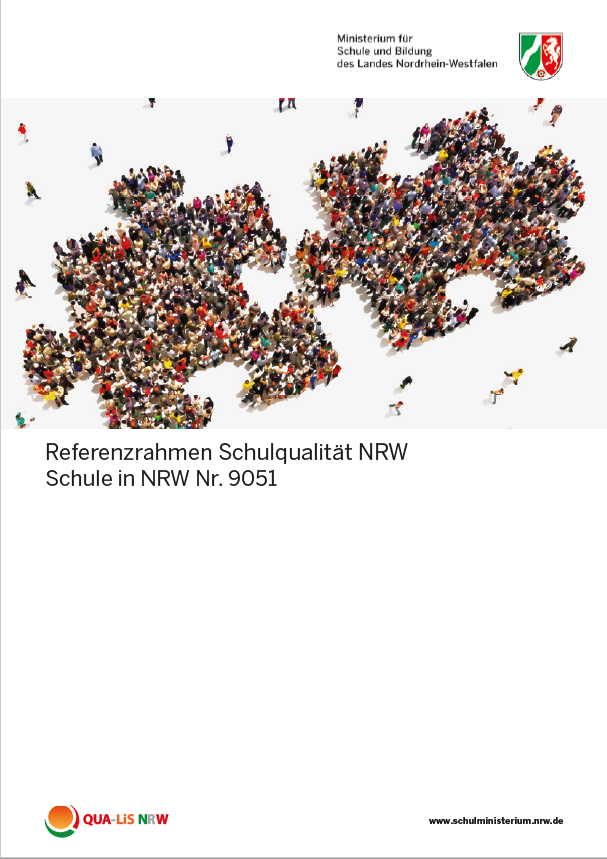 Ministerium für
Schule und Bildung
des Landes Nordrhein-Westfalen
Referenzrahmen Schulqualität NRW
Schule in NRW Nr. 9051
QUA-LiS NRW
www.schulministerium.nrw.de